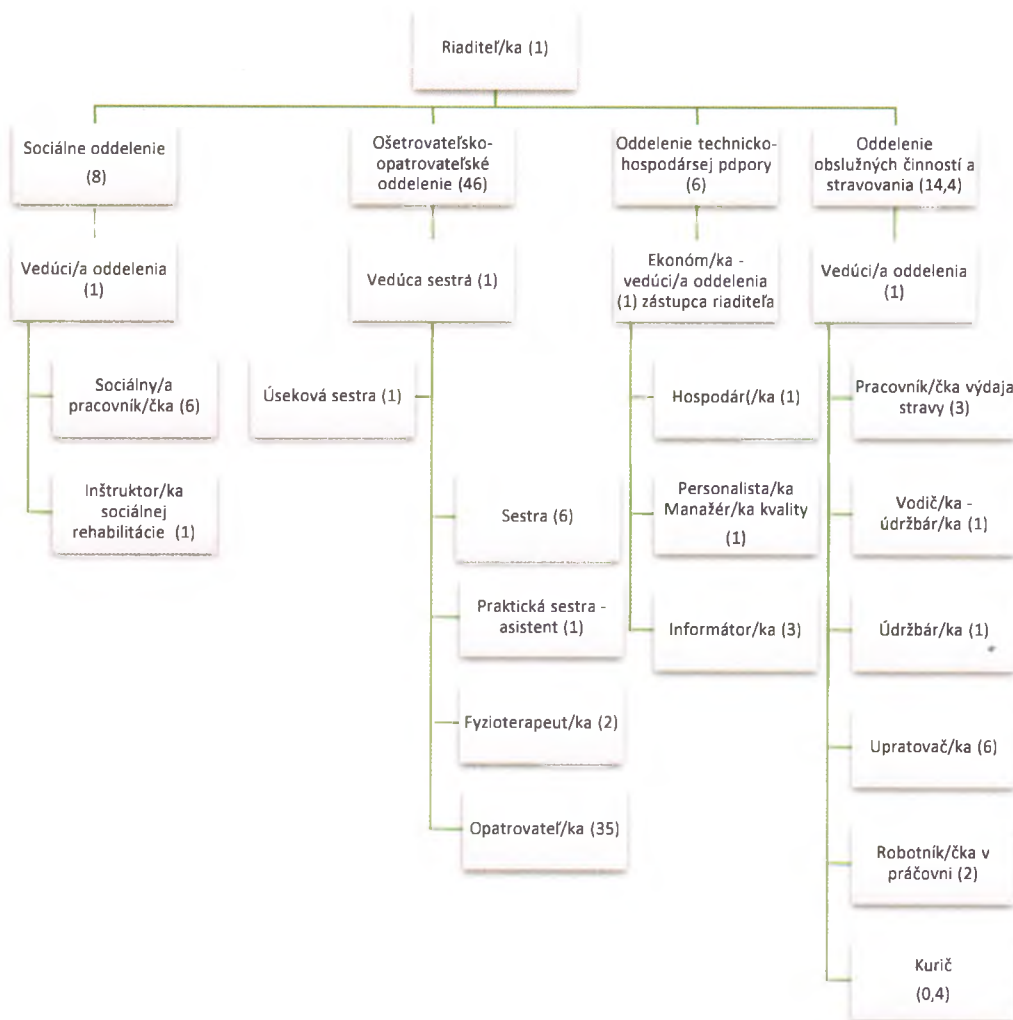 Riaditeľ/ka (1)
Sociálne oddelenie
(8)
Ošetrovateľsko-
opatrovateľské
oddelenie (46)
Oddelenie technicko-
hospodársej pdpory
(6)
Oddelenie
obslužných činností a
stravovania (14,4)
Vedúci/a oddelenia
(1)
Vedúca sestra (1)
Ekonóm/ka -
vedúci/a oddelenia
(1) zástupca riaditeľa
Vedúci/a oddelenia
(1)
Sociálny/a
pracovník/čka (6)
Inštruktor/ka
sociálnej
rehabilitácie (1)
Úseková sestra (1)
Sestra (6)
Praktická sestra -
asistent (1)
Fyzioterapeut/ka (2)
Opatrovateľ/ka (35)
Hospodár(/ka (1)
Personalista/ka
Manažér/ka kvality
(1)
Informátor/ka (3)
Pracovník/čka výdaja
stravy (3)
Vodič/ka -
údržbár/ka (1)
Údržbár/ka (1)
Upratovač/ka (6)
Robotník/čka v
práčovni (2)
Kurič
(0,4)